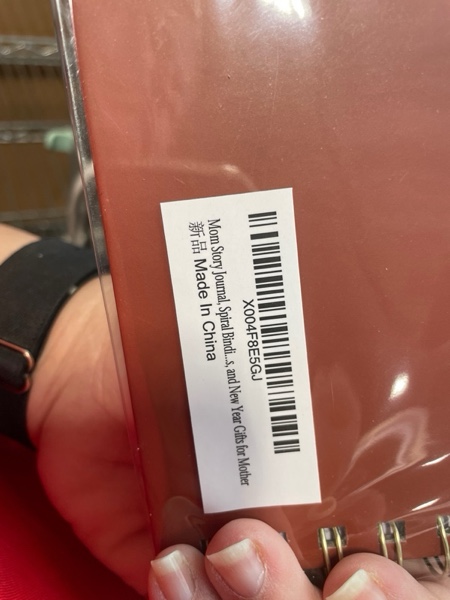 X004F8E5GJ
Mom Story Journal, Spiral Bindi...s, and New Year Gifts for Mother
新品 Made In China